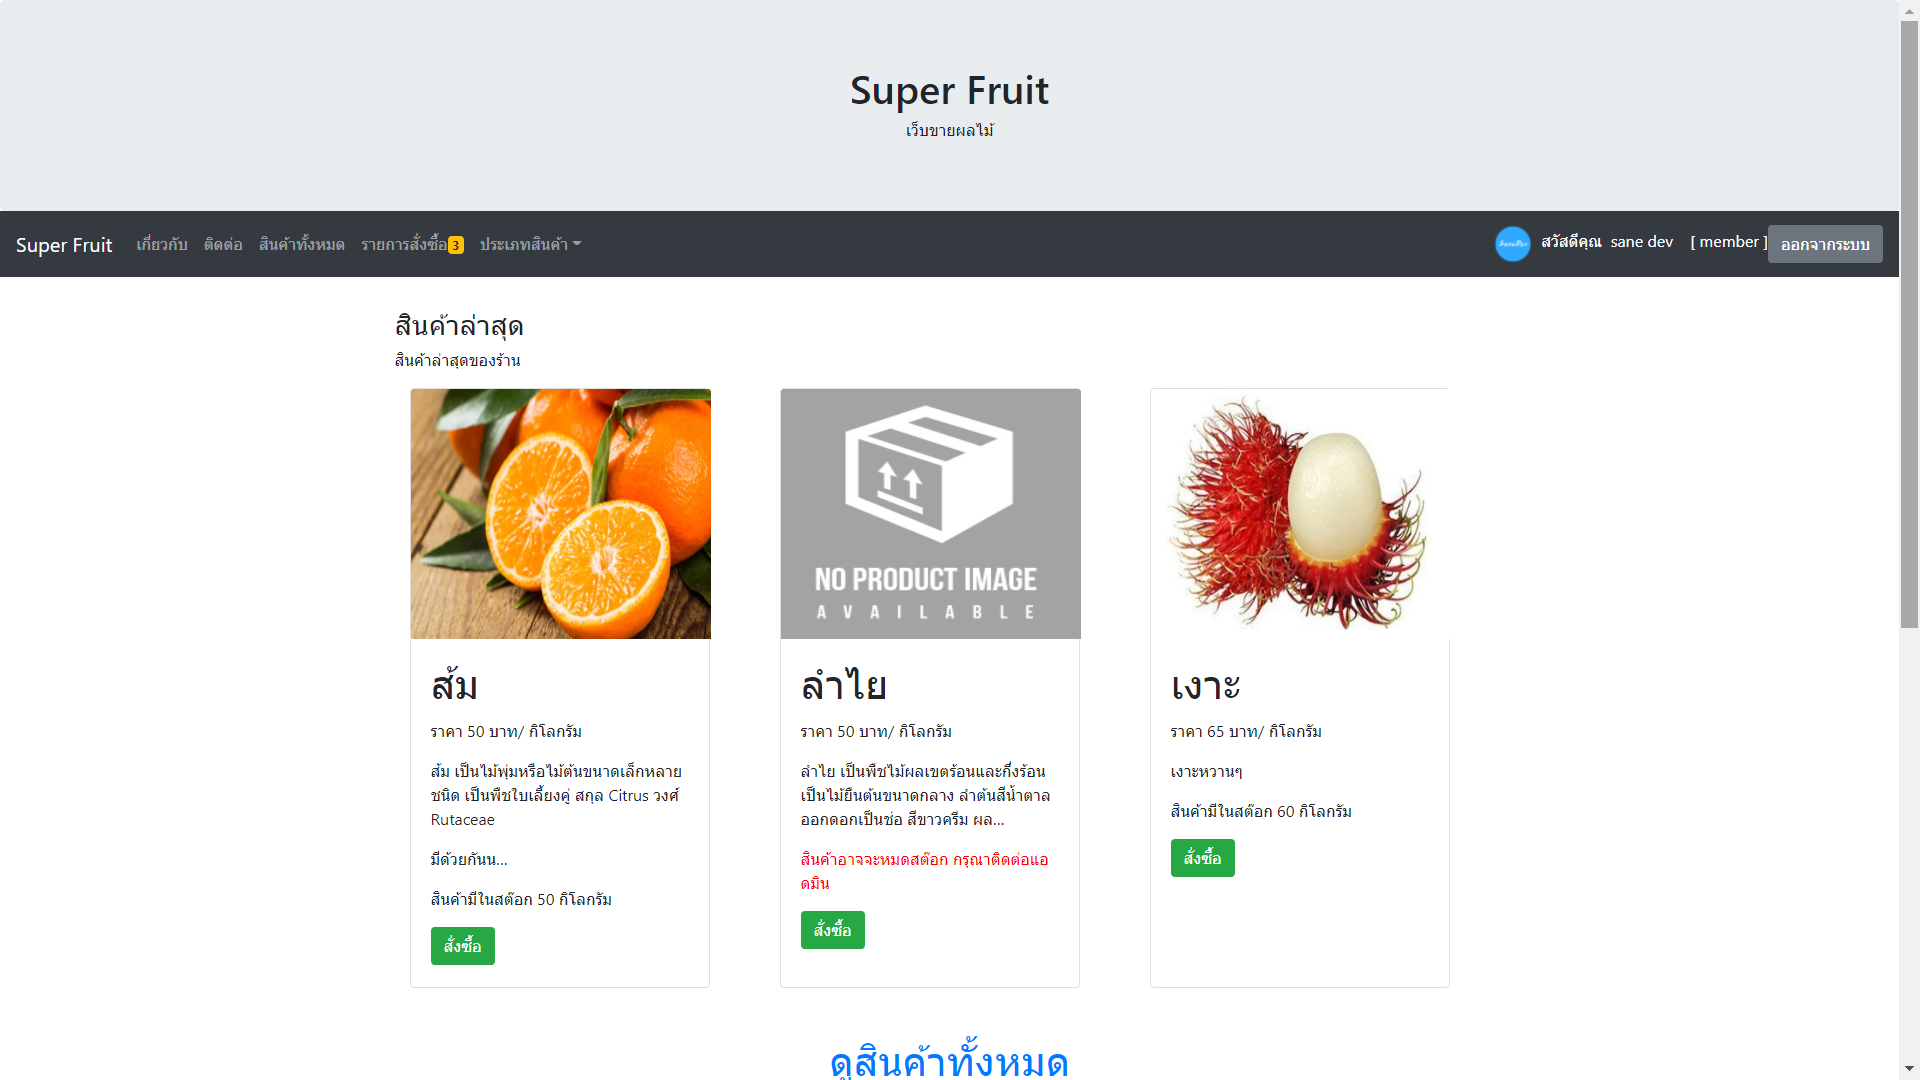 Super Fruit
เว็บขายผลไม้
Super Fruit เกี่ยวกับ ติดต่อ สินค้าทั้งหมด รายการสั่งซื้อ 3 ประเภทสินค้า SaneDev สวัสดีคุณ sane dev [ member ] ออกจากระบบ
สินค้าล่าสุด
สินค้าล่าสุดของร้าน
ส้ม
ราคา 50 บาท/ กิโลกรัม
ส้ม เป็นไม้พุ่มหรือไม้ต้นขนาดเล็กหลาย
ชนิด เป็นพืชใบเลี้ยงคู่ สกุล Citrus วงศ์
Rutaceae
มีด้วยกันน...
สินค้ามีในสต๊อก 50 กิโลกรัม
สั่งซื้อ
NO PRODUCT IMAGE
AVAILABLE
ลำไย
ราคา 50 บาท/ กิโลกรัม
ลำไย เป็นพืชไม้ผลเขตร้อนและกึ่งร้อน
เป็นไม้ยืนต้นขนาดกลาง ลำต้นสีน้ำตาล
ออกดอกเป็นช่อ สีขาวครีม ผล...
สินค้าอาจจะหมดสต๊อก กรุณาติดต่อแอ
ดมิน
สั่งซื้อ
เงาะ
ราคา 65 บาท/ กิโลกรัม
เงาะหวานๆ
สินค้ามีในสต๊อก 60 กิโลกรัม
สั่งซื้อ
ดูสินค้าทั้งหมด